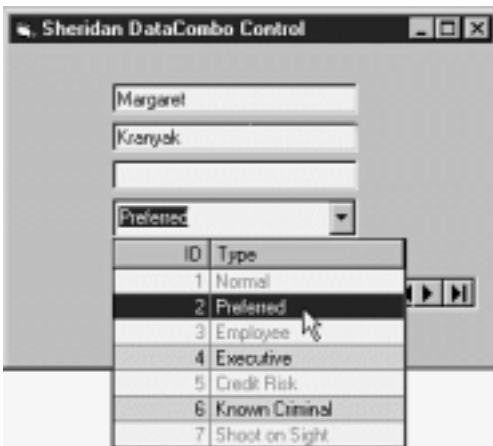 Sheridan DataCombo Control
Margaret
Kranyak
Preferred
ID Type
1 Normal
2 Preferred
3 Employee
4 Executive
5 Credit Risk
6 Known Criminal
7 Shoot on Sight